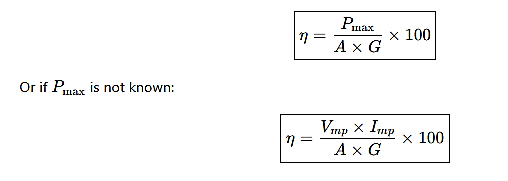 η = P_max / A × G × 100
Or if P_max is not known:
η = V_mp × I_mp / A × G × 100